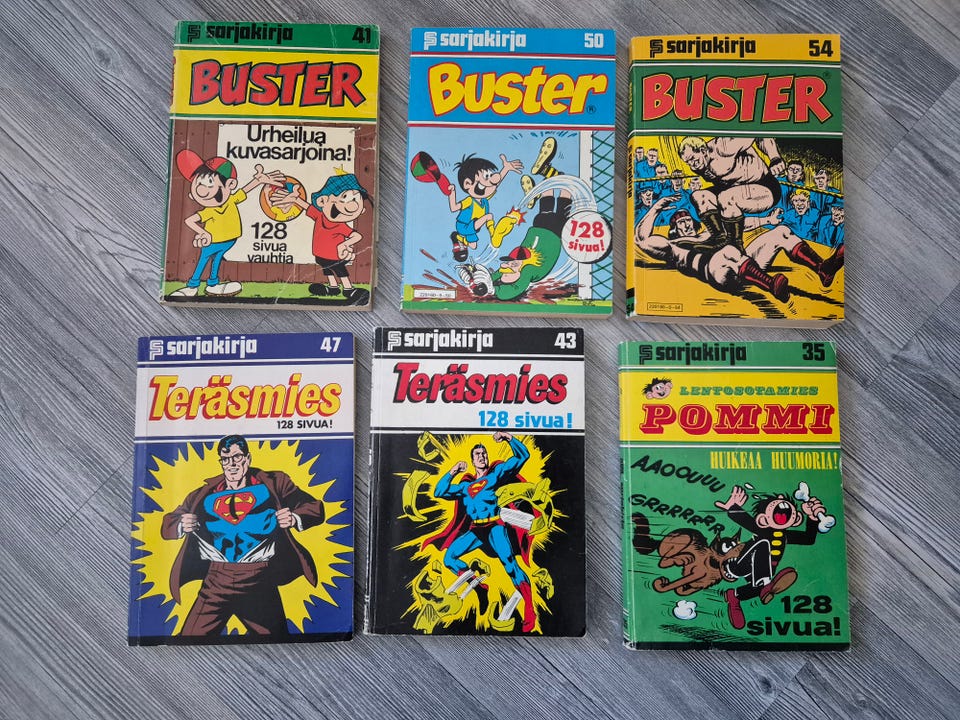 sarjakirja 41
BUSTER
Urheilua
kuvasarjoina!
128
sivua
vauhtia
sarjakirja 50
Buster®
128
sivua!
sarjakirja 54
BUSTER®
sarjakirja 47
Teräsmies
128 SIVUA!
sarjakirja 43
Teräsmies
128 sivua!
sarjakirja 35
LENTOSOTAMIES
POMMI
HUIKEAA HUUMORIA!
AAOOUUU
GRRRRRRRR
128
sivua!